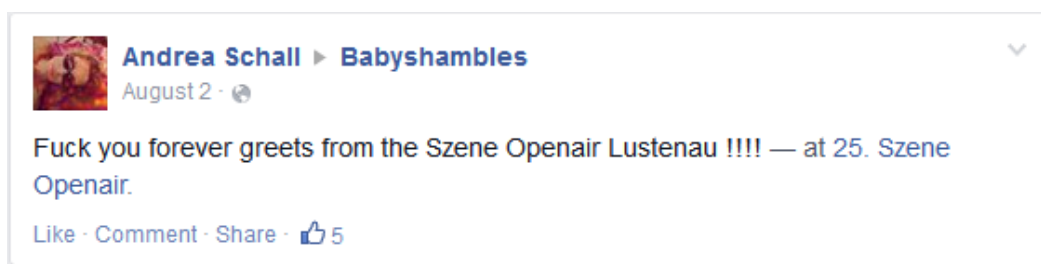 Andrea Schall ▸ Babyshambles
August 2 ·
Fuck you forever greets from the Szene Openair Lustenau !!!! — at 25. Szene
Openair.
Like · Comment · Share · 5